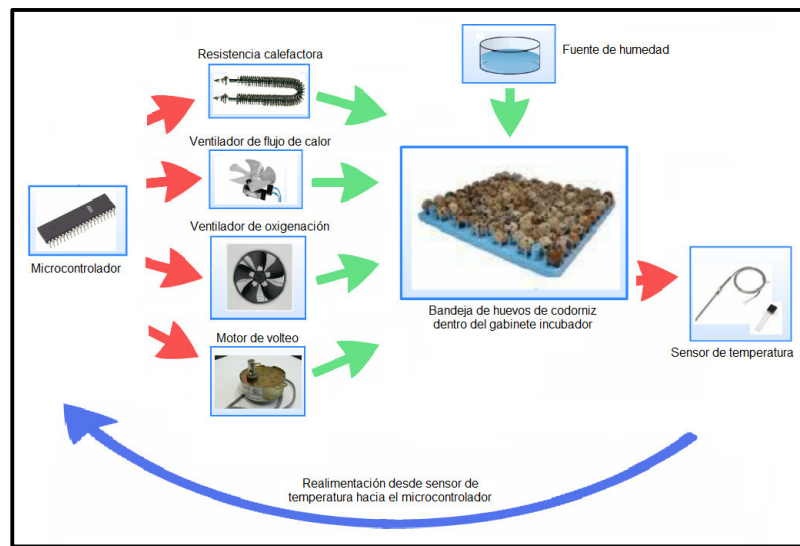 Resistencia calefactora
Fuente de humedad
Ventilador de flujo de calor
Ventilador de oxigenación
Microcontrolador
Bandeja de huevos de codorniz
dentro del gabinete incubador
Motor de volteo
Sensor de temperatura
Realimentación desde sensor de
temperatura hacia el microcontrolador